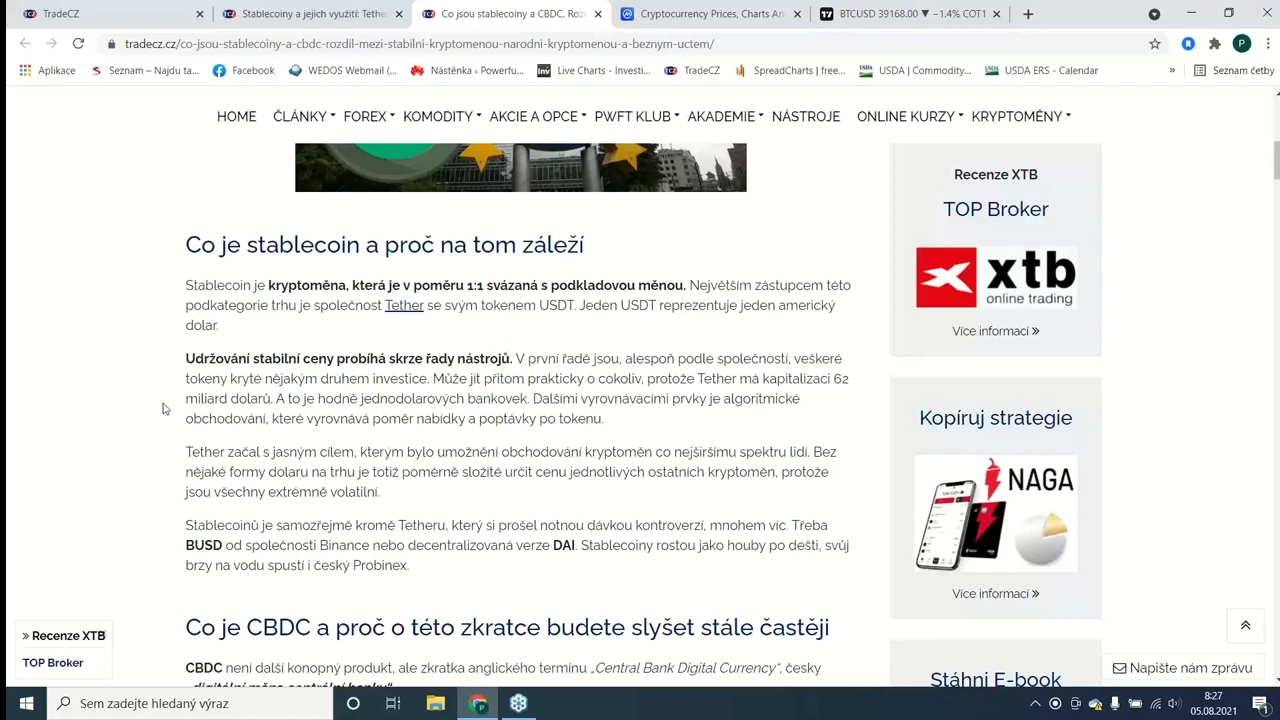 TradeCZ
Stablecoiny a jejich využití: Tethe
Co jsou stablecoiny a CBDC. Roz
Cryptocurrency Prices, Charts An
BTCUSD 39168.00 ▼ −1.4% COT1
tradecz.cz/co-jsou-stablecoiny-a-cbdc-rozdil-mezi-stabilni-kryptomenou-narodni-kryptomenou-a-beznym-uctem/
Aplikace
Seznam – Najdu ta...
Facebook
WEDOS Webmail (...
Nástěnka ‹ Powerfu...
Live Charts - Investi...
TradeCZ
SpreadCharts | free...
USDA | Commodity...
USDA ERS - Calendar
»
Seznam četby
HOME
ČLÁNKY
FOREX
KOMODITY
AKCIE A OPCE
PWFT KLUB
AKADEMIE
NÁSTROJE
ONLINE KURZY
KRYPTOMĚNY
Co je stablecoin a proč na tom záleží
Stablecoin je kryptoměna, která je v poměru 1:1 svázaná s podkladovou měnou. Největším zástupcem této
podkategorie trhu je společnost Tether se svým tokenem USDT. Jeden USDT reprezentuje jeden americký
dolar.
Udržování stabilní ceny probíhá skrze řady nástrojů. V první řadě jsou, alespoň podle společností, veškeré
tokeny kryté nějakým druhem investice. Může jít přitom prakticky o cokoliv, protože Tether má kapitalizaci 62
miliard dolarů. A to je hodně jednodolarových bankovek. Dalšími vyrovnávacími prvky je algoritmické
obchodování, které vyrovnává poměr nabídky a poptávky po tokenu.
Tether začal s jasným cílem, kterým bylo umožnění obchodování kryptoměn co nejširšímu spektru lidí. Bez
nějaké formy dolaru na trhu je totiž poměrně složité určit cenu jednotlivých ostatních kryptoměn, protože
jsou všechny extrémně volatilní.
Stablecoinů je samozřejmě kromě Tetheru, který si prošel notnou dávkou kontroverzí, mnohem víc. Třeba
BUSD od společnosti Binance nebo decentralizovaná verze DAI. Stablecoiny rostou jako houby po dešti, svůj
brzy na vodu spustí i český Probinex.
Co je CBDC a proč o této zkratce budete slyšet stále častěji
CBDC není další konopný produkt, ale zkratka anglického termínu „Central Bank Digital Currency“, česky
„digitální měna centrální banky“
Recenze XTB
TOP Broker
xtb
online trading
Více informací »
Kopíruj strategie
NAGA
Více informací »
Stáhni E-book
» Recenze XTB
TOP Broker
Napište nám zprávu
Sem zadejte hledaný výraz
8:27
05.08.2021